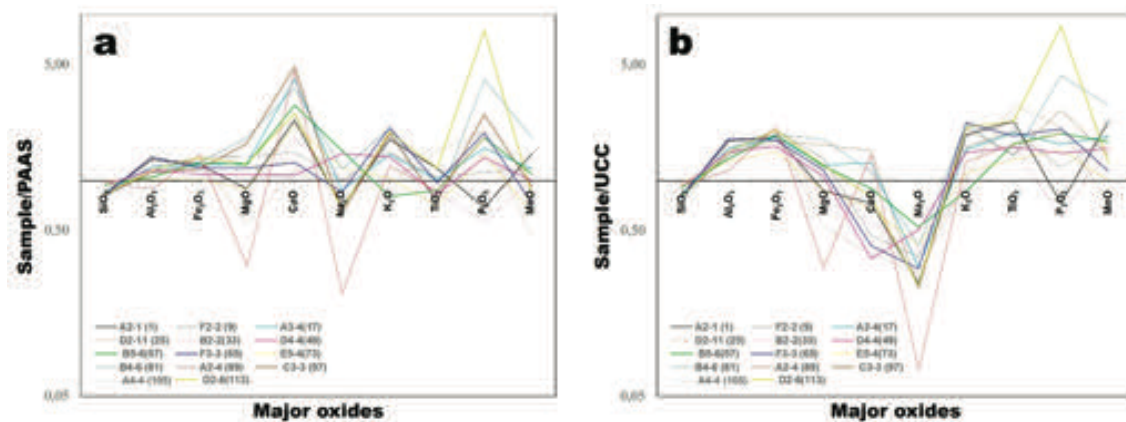 a
b
5,00
0,50
0,05
Sample/PAAS
SiO₂ Al₂O₃ Fe₂O₃ MgO CaO Na₂O K₂O TiO₂ P₂O₅ MnO
A2-1 (1) F2-2 (9) A3-4(17)
D2-11 (25) B2-2(33) D4-4(49)
B5-6(57) F3-3 (65) E5-4(73)
B4-6 (81) A2-4 (89) C3-3 (97)
A4-4 (105) D2-6(113)
Major oxides
5,00
0,50
0,05
Sample/UCC
SiO₂ Al₂O₃ Fe₂O₃ MgO CaO Na₂O K₂O TiO₂ P₂O₅ MnO
A2-1 (1) F2-2 (9) A3-4(17)
D2-11 (25) B2-2(33) D4-4(49)
B5-6(57) F3-3 (65) E5-4(73)
B4-6 (81) A2-4 (89) C3-3 (97)
A4-4 (105) D2-6(113)
Major oxides